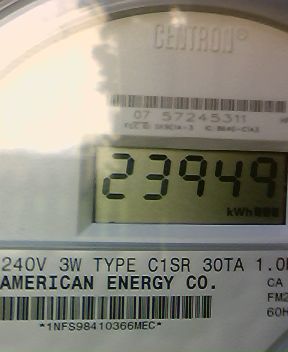 CENTRON®
07 57245311
23949
kWh
240V 3W TYPE C1SR 30TA 1.0
AMERICAN ENERGY CO. CA
FM2
*1NFS98410366MEC* 60H